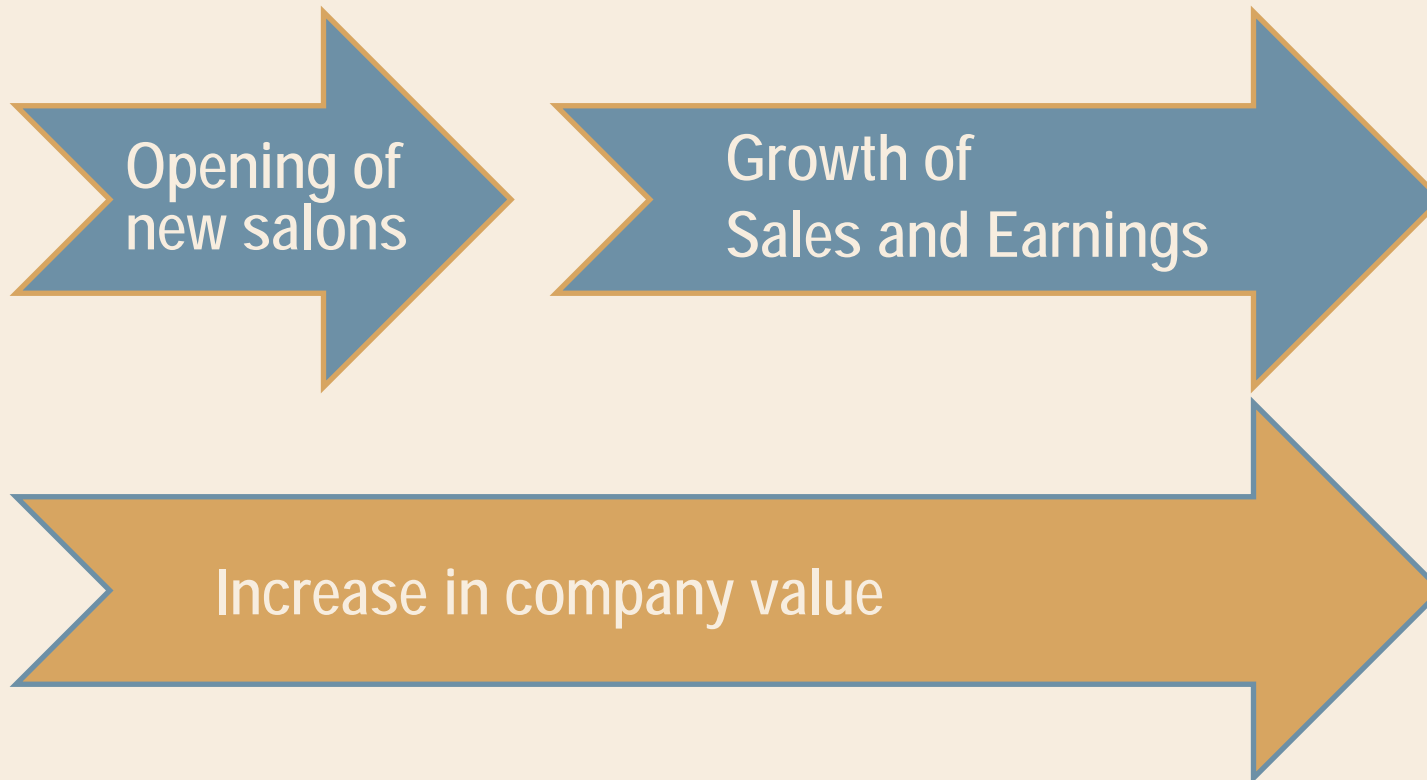 Opening of
new salons
Growth of
Sales and Earnings
Increase in company value